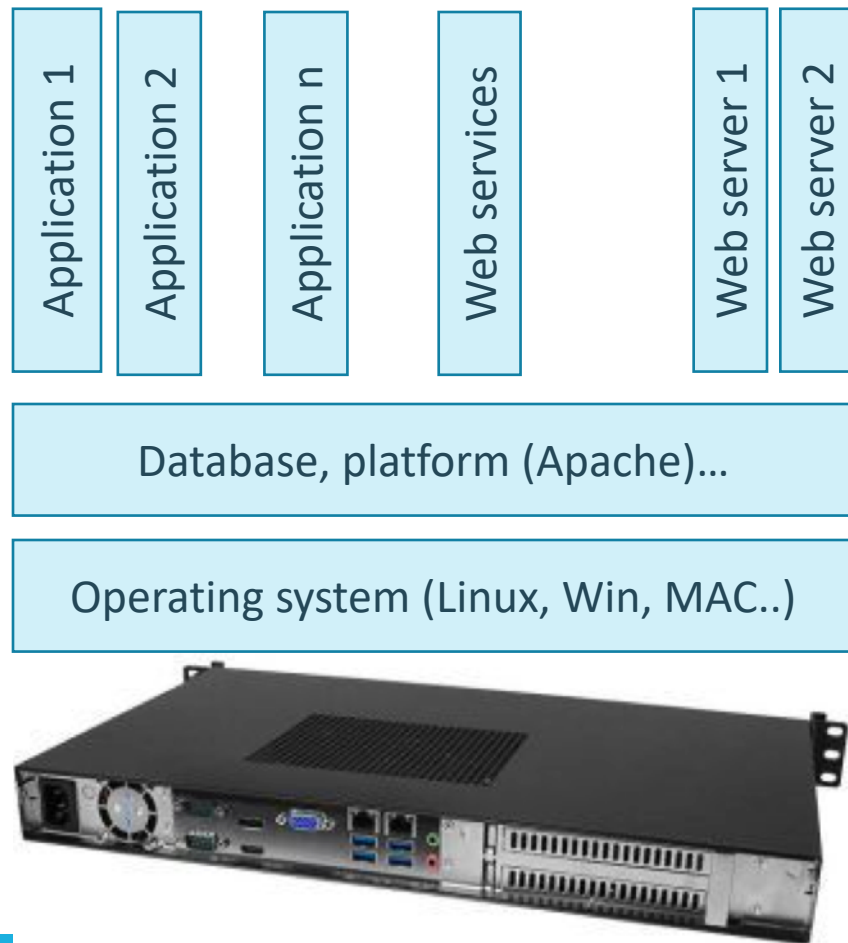 Application 1
Application 2
Application n
Web services
Web server 1
Web server 2
Database, platform (Apache)…
Operating system (Linux, Win, MAC..)